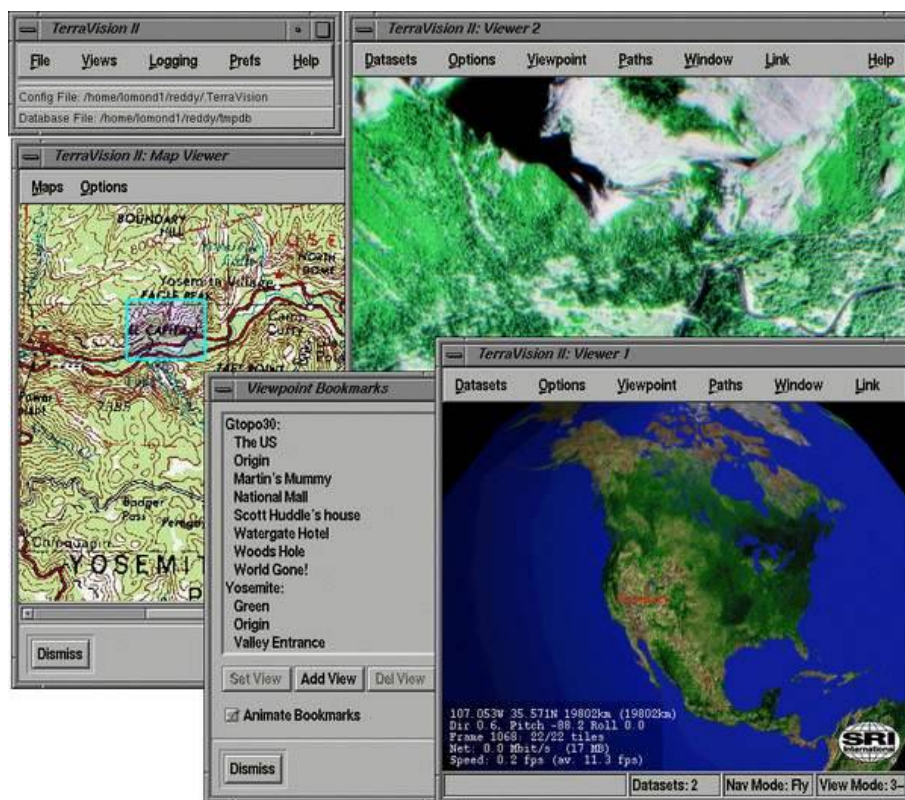 TerraVision II
File Views Logging Prefs Help
Config File: /home/lomond1/reddy/.TerraVision
Database File: /home/lomond1/reddy/tmpdb
TerraVision II: Viewer 2
Datasets Options Viewpoint Paths Window Link Help
TerraVision II: Map Viewer
Maps Options
BOUNDARY
HILL
NORTH
DOME
Yosemite Village
EAGLE PEAK
EL CAPITAN
Camp
Curry
Badger
Pass
Chinquapin
YOSEMIT
Dismiss
Viewpoint Bookmarks
Gtopo30:
The US
Origin
Martin's Mummy
National Mall
Scott Huddle's house
Watergate Hotel
Woods Hole
World Gone!
Yosemite:
Green
Origin
Valley Entrance
Set View Add View Del View
Animate Bookmarks
Dismiss
TerraVision II: Viewer 1
Datasets Options Viewpoint Paths Window Link
107.053W 35.571N 19802km (19802km)
Dir 0.6, Pitch -88.2 Roll 0.0
Frame 1068: 22/22 tiles
Net: 0.0 Mbit/s (17 MB)
Speed: 0.2 fps (av. 11.3 fps)
SRI
International
Datasets: 2 Nav Mode: Fly View Mode: 3-